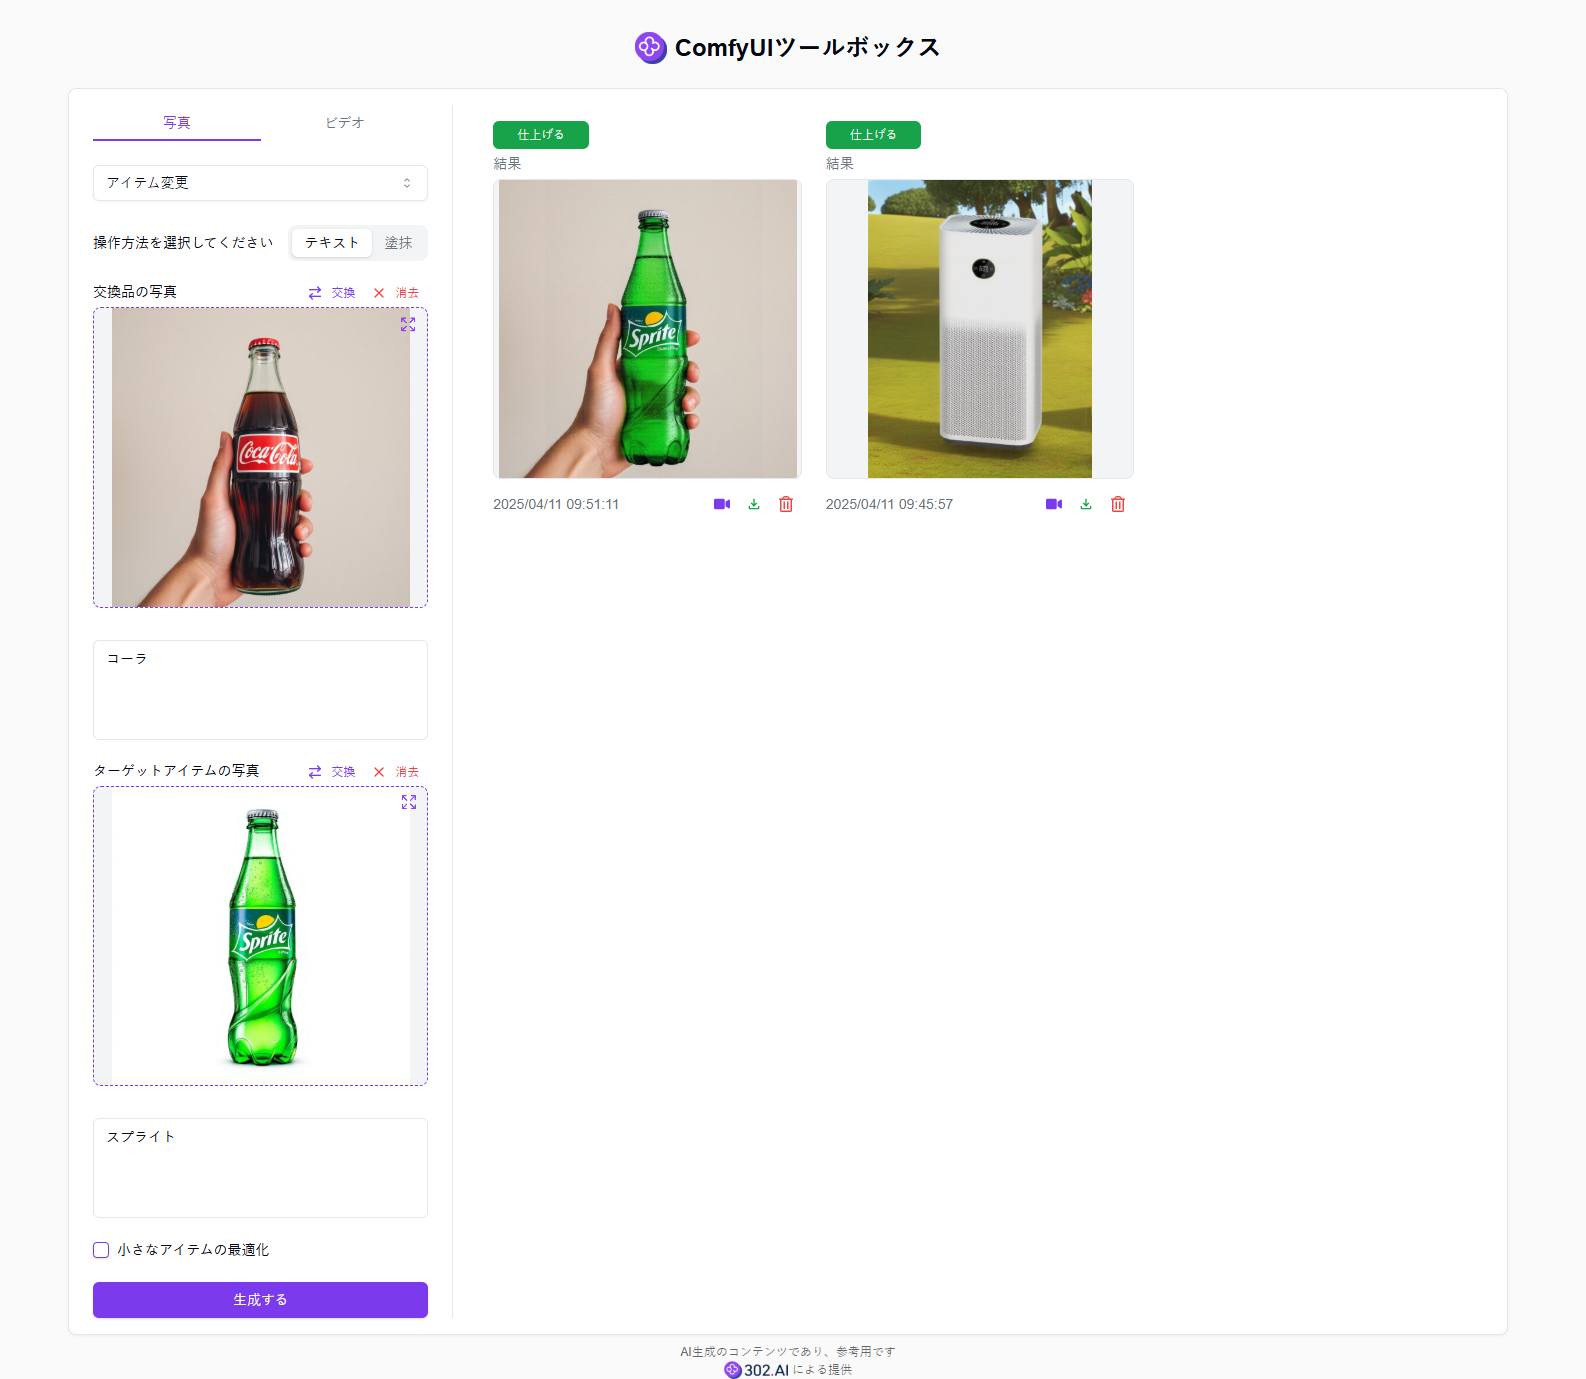 ComfyUIツールボックス
写真
ビデオ
アイテム変更
操作方法を選択してください
テキスト
塗抹
交換品の写真
交換
消去
Coca-Cola
コーラ
ターゲットアイテムの写真
交換
消去
Sprite
スプライト
小さなアイテムの最適化
生成する
仕上げる
結果
Sprite
2025/04/11 09:51:11
仕上げる
結果
2025/04/11 09:45:57
AI生成のコンテンツであり、参考用です
302.AI による提供